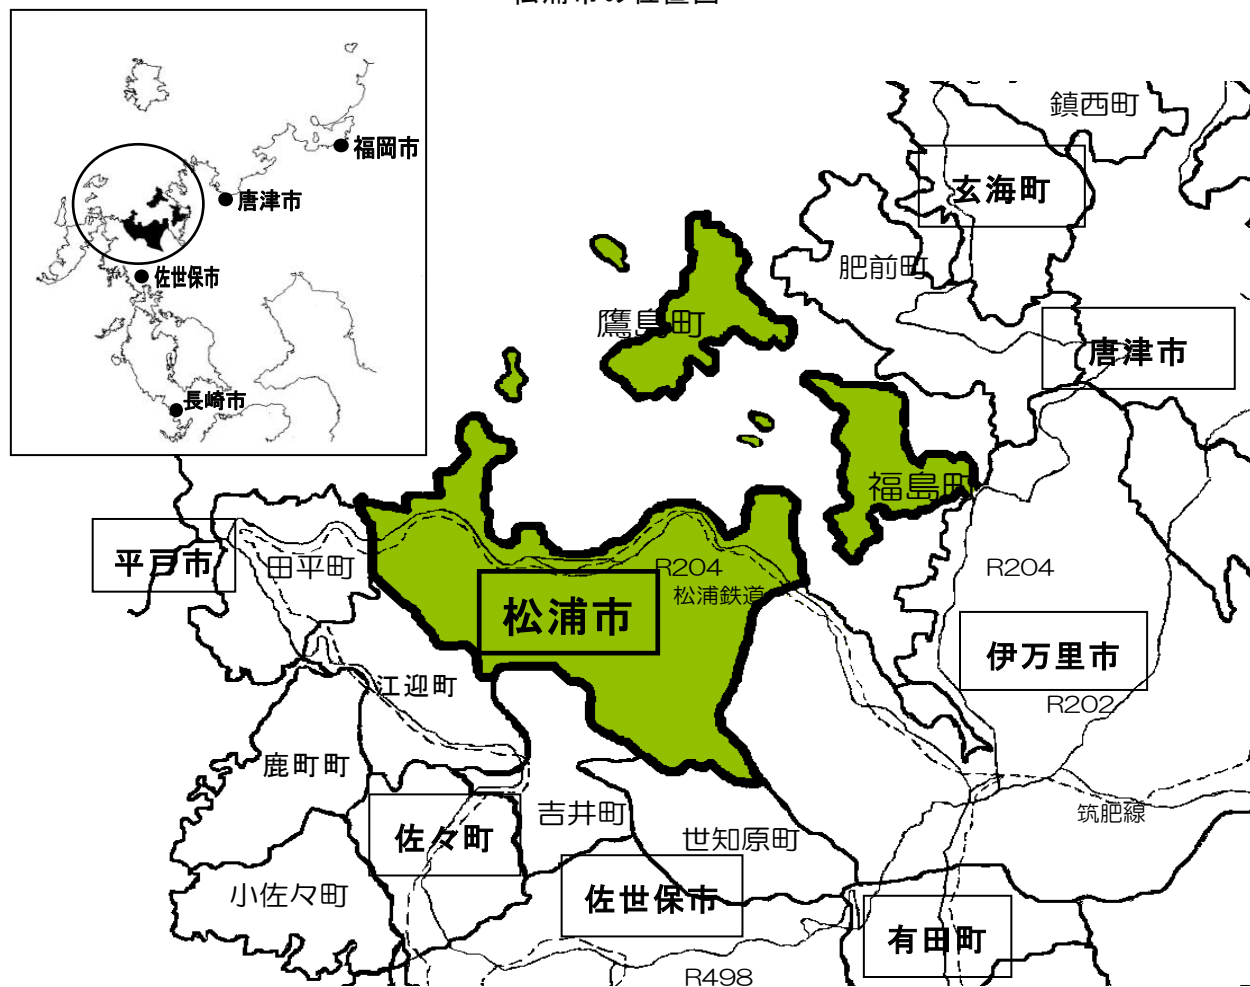 福岡市
唐津市
佐世保市
長崎市
鎮西町
玄海町
肥前町
鷹島町
唐津市
福島町
平戸市
田平町
R204
松浦鉄道
R204
松浦市
伊万里市
江迎町
R202
鹿町町
吉井町
筑肥線
佐々町
世知原町
小佐々町
佐世保市
有田町
R498